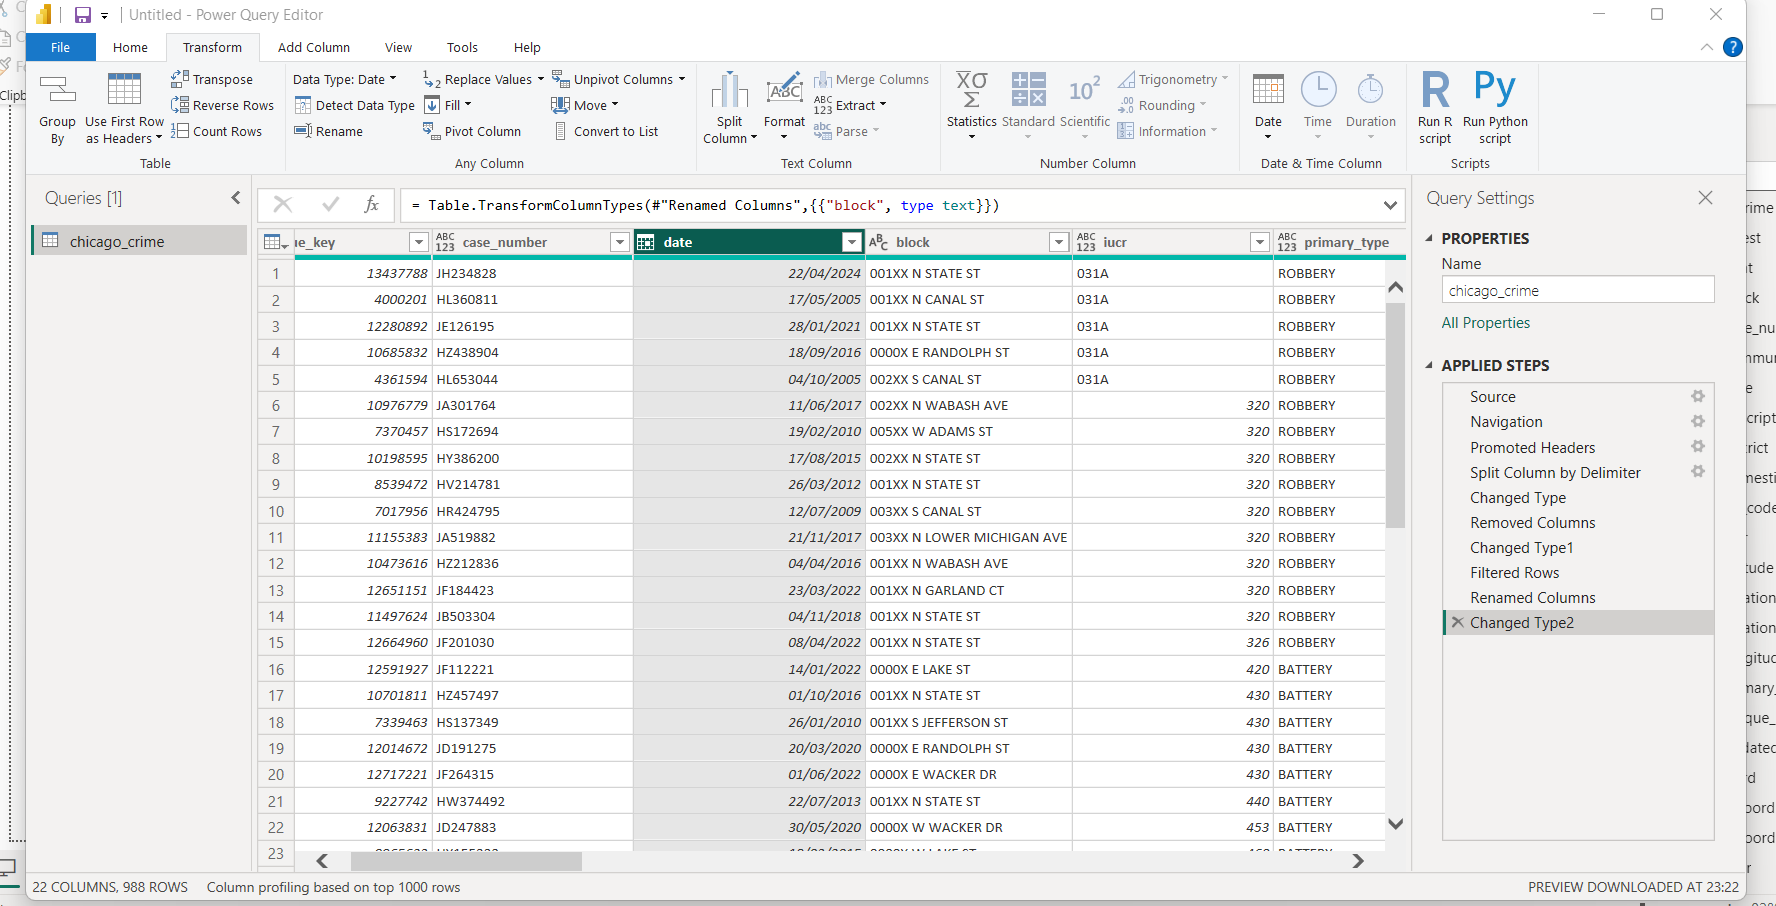 Untitled - Power Query Editor
File Home Transform Add Column View Tools Help
Group By
Use First Row as Headers
Transpose
Reverse Rows
Count Rows
Table
Data Type: Date
Detect Data Type
Rename
Replace Values
Fill
Pivot Column
Unpivot Columns
Move
Convert to List
Any Column
Split Column
Format
Merge Columns
Extract
Parse
Text Column
Statistics
Standard
Scientific
Trigonometry
Rounding
Information
Number Column
Date
Time
Duration
Date & Time Column
Run R script
Run Python script
Scripts
Queries [1]
chicago_crime
= Table.TransformColumnTypes(#"Renamed Columns",{{"block", type text}})
ue_key case_number date block iucr primary_type
1 13437788 JH234828 22/04/2024 001XX N STATE ST 031A ROBBERY
2 4000201 HL360811 17/05/2005 001XX N CANAL ST 031A ROBBERY
3 12280892 JE126195 28/01/2021 001XX N STATE ST 031A ROBBERY
4 10685832 HZ438904 18/09/2016 0000X E RANDOLPH ST 031A ROBBERY
5 4361594 HL653044 04/10/2005 002XX S CANAL ST 031A ROBBERY
6 10976779 JA301764 11/06/2017 002XX N WABASH AVE 320 ROBBERY
7 7370457 HS172694 19/02/2010 005XX W ADAMS ST 320 ROBBERY
8 10198595 HY386200 17/08/2015 002XX N STATE ST 320 ROBBERY
9 8539472 HV214781 26/03/2012 001XX N STATE ST 320 ROBBERY
10 7017956 HR424795 12/07/2009 003XX S CANAL ST 320 ROBBERY
11 11155383 JA519882 21/11/2017 003XX N LOWER MICHIGAN AVE 320 ROBBERY
12 10473616 HZ212836 04/04/2016 001XX N WABASH AVE 320 ROBBERY
13 12651151 JF184423 23/03/2022 001XX N GARLAND CT 320 ROBBERY
14 11497624 JB503304 04/11/2018 001XX N STATE ST 320 ROBBERY
15 12664960 JF201030 08/04/2022 001XX N STATE ST 326 ROBBERY
16 12591927 JF112221 14/01/2022 0000X E LAKE ST 420 BATTERY
17 10701811 HZ457497 01/10/2016 001XX N STATE ST 430 BATTERY
18 7339463 HS137349 26/01/2010 001XX S JEFFERSON ST 430 BATTERY
19 12014672 JD191275 20/03/2020 0000X E RANDOLPH ST 430 BATTERY
20 12717221 JF264315 01/06/2022 0000X E WACKER DR 430 BATTERY
21 9227742 HW374492 22/07/2013 001XX N STATE ST 440 BATTERY
22 12063831 JD247883 30/05/2020 0000X W WACKER DR 453 BATTERY
23
Query Settings
PROPERTIES
Name
chicago_crime
All Properties
APPLIED STEPS
Source
Navigation
Promoted Headers
Split Column by Delimiter
Changed Type
Removed Columns
Changed Type1
Filtered Rows
Renamed Columns
Changed Type2
22 COLUMNS, 988 ROWS Column profiling based on top 1000 rows
PREVIEW DOWNLOADED AT 23:22